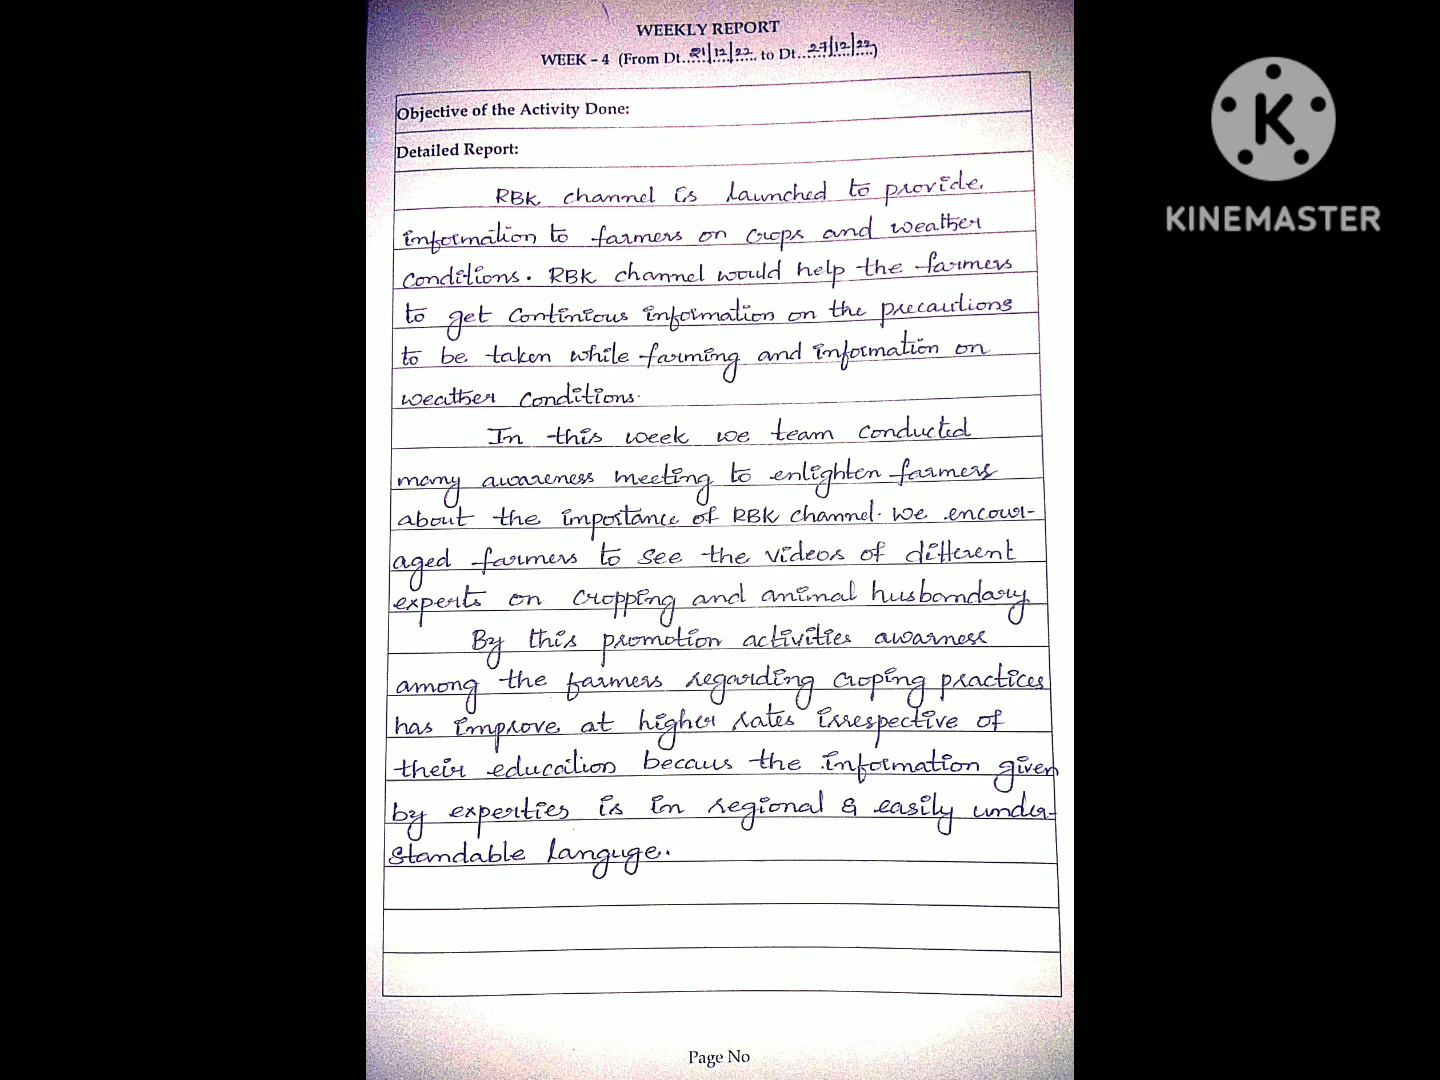 WEEKLY REPORT
WEEK – 4 (From Dt..21|12|22.. to Dt..27|12|22)
Objective of the Activity Done:
Detailed Report:
RBK channel is launched to provide
information to farmers on crops and weather
conditions. RBK channel would help the farmers
to get continious information on the precautions
to be taken while farming and information on
weather conditions.
In this week we team conducted
many awareness meeting to enlighten farmers
about the importance of RBK channel. We encour-
aged farmers to see the videos of different
experts on cropping and animal husbandary
By this promotion activities awarness
among the farmers regarding croping practices
has improve at higher rates irrespective of
their education becaus the information given
by experties is in regional & easily under-
standable languge.
Page No
K
KINEMASTER